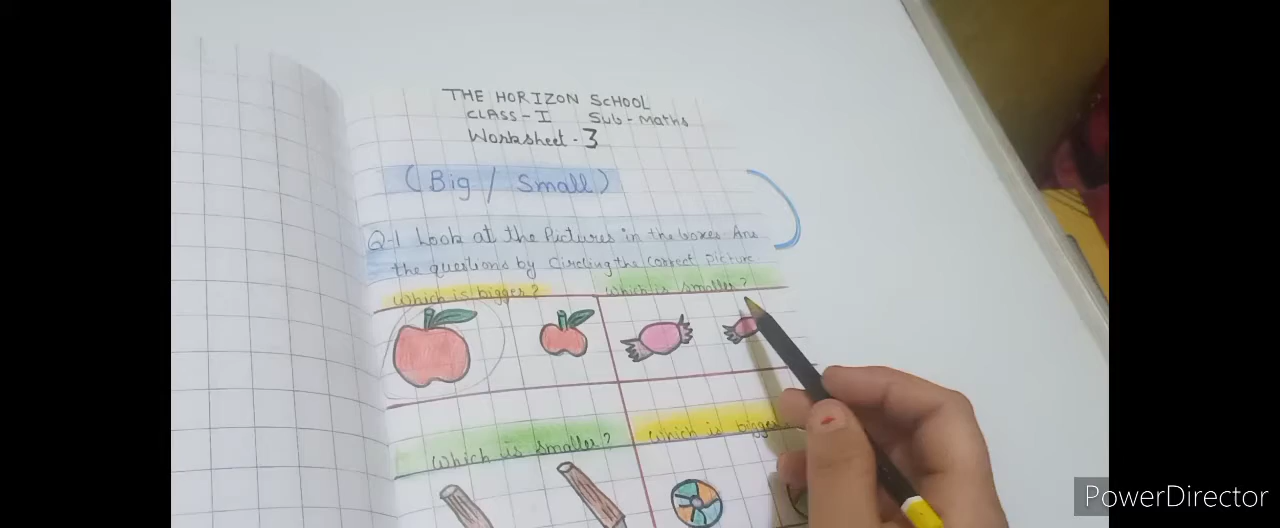 THE HORIZON SCHOOL
CLASS-I Sub-Maths
Worksheet-3
(Big / Small)
Q-1 Look at the Pictures in the boxes. Ans
the questions by Circling the correct picture
Which is bigger? Which is smaller?
Which is smaller? Which is bigger
PowerDirector